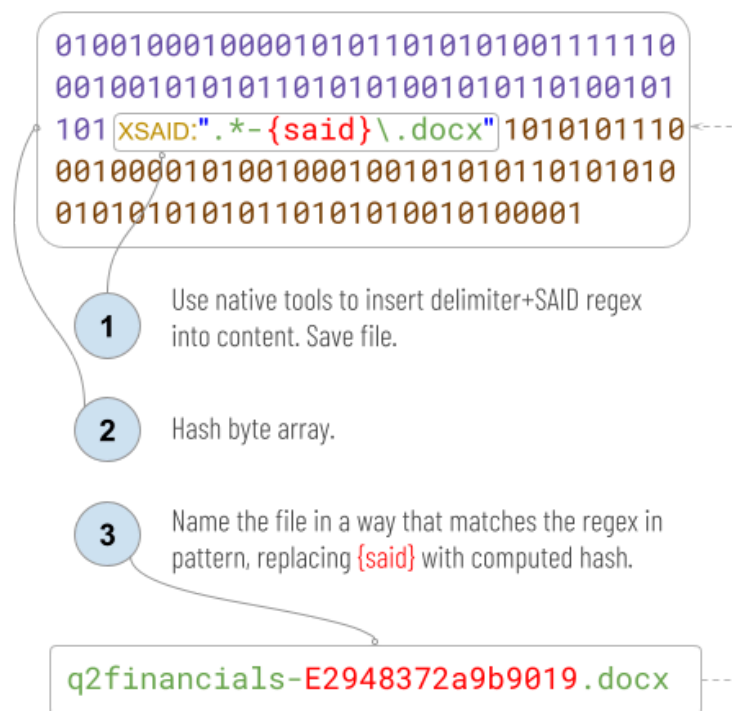 0100100010000101011010101001111110
0010010101011010101001010110100101
101 XSAID:".*-{said}\.docx" 1010101110
0010000101001000100101010110101010
01010101010110101010010100001
1
Use native tools to insert delimiter+SAID regex
into content. Save file.
2
Hash byte array.
3
Name the file in a way that matches the regex in
pattern, replacing {said} with computed hash.
q2financials-E2948372a9b9019.docx